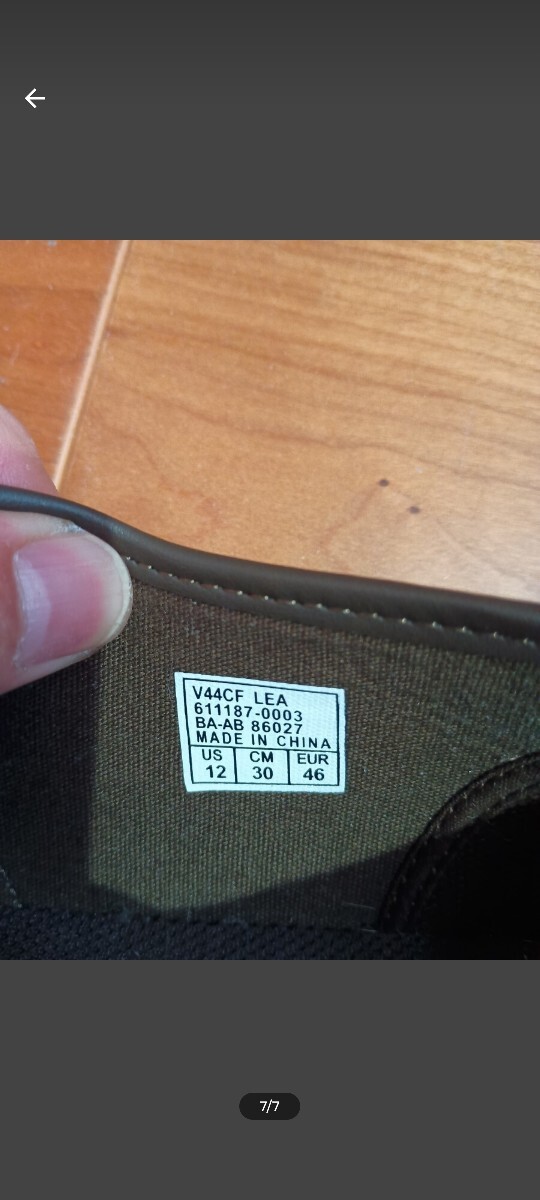 V44CF LEA
611187-0003
BA-AB 86027
MADE IN CHINA
US CM EUR
12 30 46
7/7